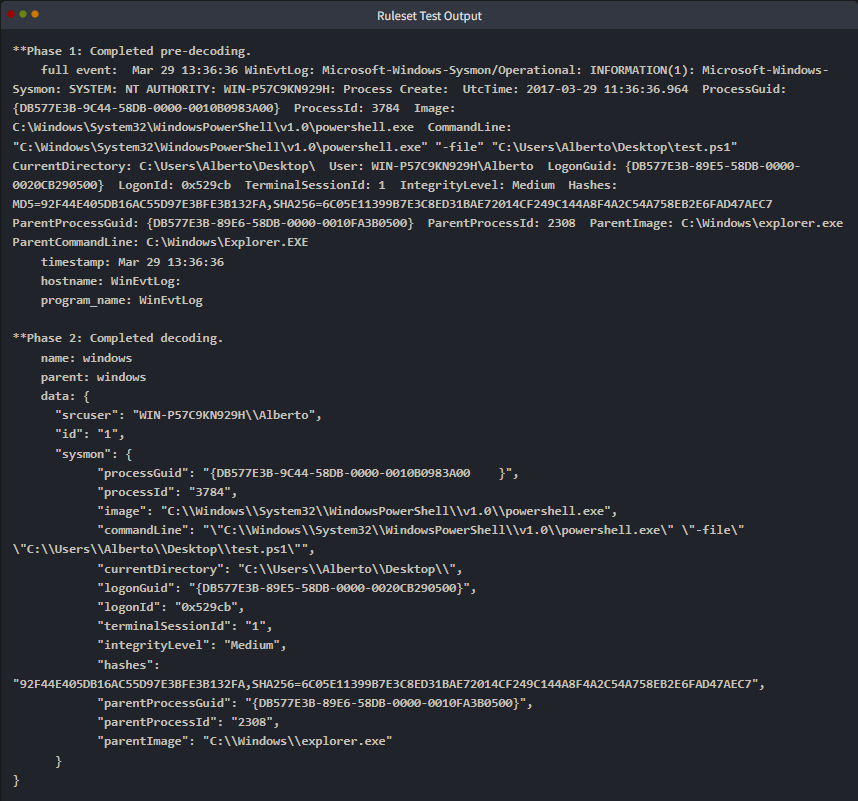 Ruleset Test Output
**Phase 1: Completed pre-decoding.
full event:  Mar 29 13:36:36 WinEvtLog: Microsoft-Windows-Sysmon/Operational: INFORMATION(1): Microsoft-Windows-
Sysmon: SYSTEM: NT AUTHORITY: WIN-P57C9KN929H: Process Create:  UtcTime: 2017-03-29 11:36:36.964  ProcessGuid:
{DB577E3B-9C44-58DB-0000-0010B0983A00}  ProcessId: 3784  Image:
C:\Windows\System32\WindowsPowerShell\v1.0\powershell.exe  CommandLine:
"C:\Windows\System32\WindowsPowerShell\v1.0\powershell.exe" "-file" "C:\Users\Alberto\Desktop\test.ps1"
CurrentDirectory: C:\Users\Alberto\Desktop\  User: WIN-P57C9KN929H\Alberto  LogonGuid: {DB577E3B-89E5-58DB-0000-
0020CB290500}  LogonId: 0x529cb  TerminalSessionId: 1  IntegrityLevel: Medium  Hashes:
MD5=92F44E405DB16AC55D97E3BFE3B132FA,SHA256=6C05E11399B7E3C8ED31BAE72014CF249C144A8F4A2C54A758EB2E6FAD47AEC7
ParentProcessGuid: {DB577E3B-89E6-58DB-0000-0010FA3B0500}  ParentProcessId: 2308  ParentImage: C:\Windows\explorer.exe
ParentCommandLine: C:\Windows\Explorer.EXE
timestamp: Mar 29 13:36:36
hostname: WinEvtLog:
program_name: WinEvtLog
**Phase 2: Completed decoding.
name: windows
parent: windows
data: {
"srcuser": "WIN-P57C9KN929H\\Alberto",
"id": "1",
"sysmon": {
"processGuid": "{DB577E3B-9C44-58DB-0000-0010B0983A00    }",
"processId": "3784",
"image": "C:\\Windows\\System32\\WindowsPowerShell\\v1.0\\powershell.exe",
"commandLine": "\"C:\\Windows\\System32\\WindowsPowerShell\\v1.0\\powershell.exe\" \"-file\"
\"C:\\Users\\Alberto\\Desktop\\test.ps1\"",
"currentDirectory": "C:\\Users\\Alberto\\Desktop\\",
"logonGuid": "{DB577E3B-89E5-58DB-0000-0020CB290500}",
"logonId": "0x529cb",
"terminalSessionId": "1",
"integrityLevel": "Medium",
"hashes":
"92F44E405DB16AC55D97E3BFE3B132FA,SHA256=6C05E11399B7E3C8ED31BAE72014CF249C144A8F4A2C54A758EB2E6FAD47AEC7",
"parentProcessGuid": "{DB577E3B-89E6-58DB-0000-0010FA3B0500}",
"parentProcessId": "2308",
"parentImage": "C:\\Windows\\explorer.exe"
}
}